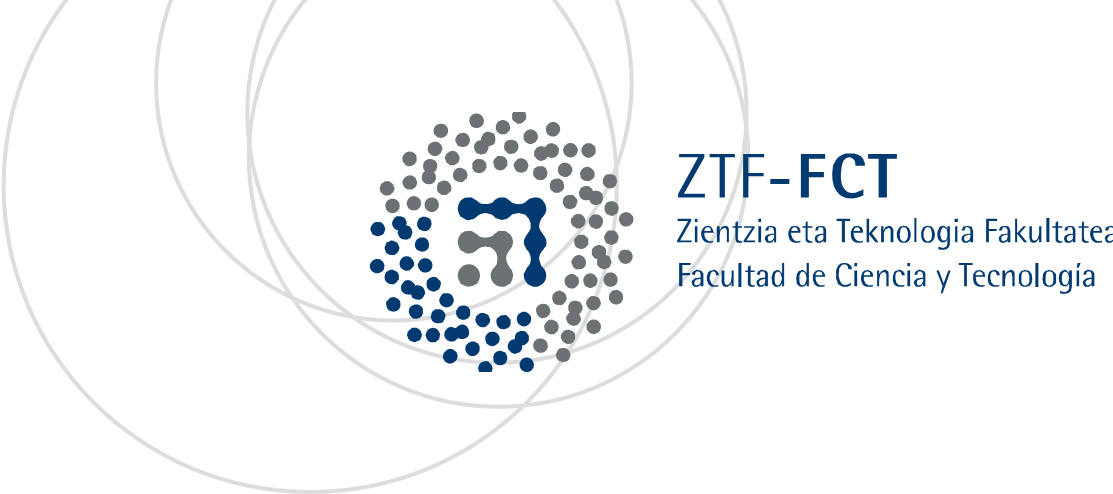 ZTF-FCT
Zientzia eta Teknologia Fakultatea
Facultad de Ciencia y Tecnología